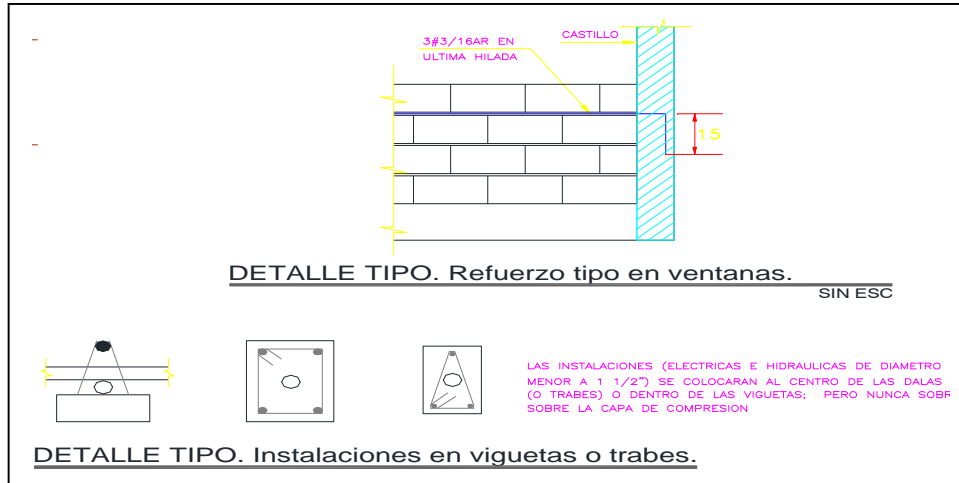 3#3/16AR EN
ULTIMA HILADA
CASTILLO
15
DETALLE TIPO. Refuerzo tipo en ventanas.
SIN ESC
LAS INSTALACIONES (ELECTRICAS E HIDRAULICAS DE DIAMETRO
MENOR A 1 1/2") SE COLOCARAN AL CENTRO DE LAS DALAS
(O TRABES) O DENTRO DE LAS VIGUETAS; PERO NUNCA SOBR
SOBRE LA CAPA DE COMPRESION
DETALLE TIPO. Instalaciones en viguetas o trabes.